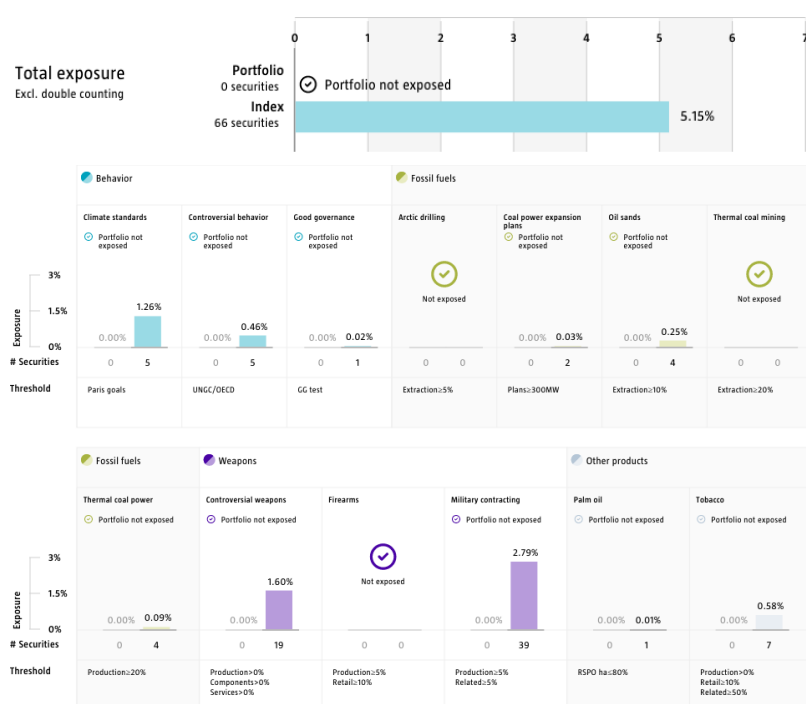 0 1 2 3 4 5 6 7
Total exposure
Excl. double counting
Portfolio
0 securities
Portfolio not exposed
Index
66 securities
5.15%
Behavior
Fossil fuels
Climate standards
Controversial behavior
Good governance
Arctic drilling
Coal power expansion
plans
Oil sands
Thermal coal mining
Portfolio not
exposed
Portfolio not
exposed
Portfolio not
exposed
Portfolio not
exposed
Portfolio not
exposed
Not exposed
Not exposed
Exposure
3%
1.5%
0%
0.00% 1.26%
0.00% 0.46%
0.00% 0.02%
0.00% 0.03%
0.00% 0.25%
# Securities
0 5
0 5
0 1
0 0
0 2
0 4
0 0
Threshold
Paris goals
UNGC/OECD
GG test
Extraction≥5%
Plans≥300MW
Extraction≥10%
Extraction≥20%
Fossil fuels
Weapons
Other products
Thermal coal power
Controversial weapons
Firearms
Military contracting
Palm oil
Tobacco
Portfolio not exposed
Portfolio not exposed
Portfolio not exposed
Portfolio not exposed
Portfolio not exposed
Not exposed
Exposure
3%
1.5%
0%
0.00% 0.09%
0.00% 1.60%
0.00% 2.79%
0.00% 0.01%
0.00% 0.58%
# Securities
0 4
0 19
0 0
0 39
0 1
0 7
Threshold
Production≥20%
Production>0%
Components>0%
Services>0%
Production≥5%
Retail≥10%
Production≥5%
Related≥5%
RSPO ha≤80%
Production>0%
Retail≥10%
Related≥50%